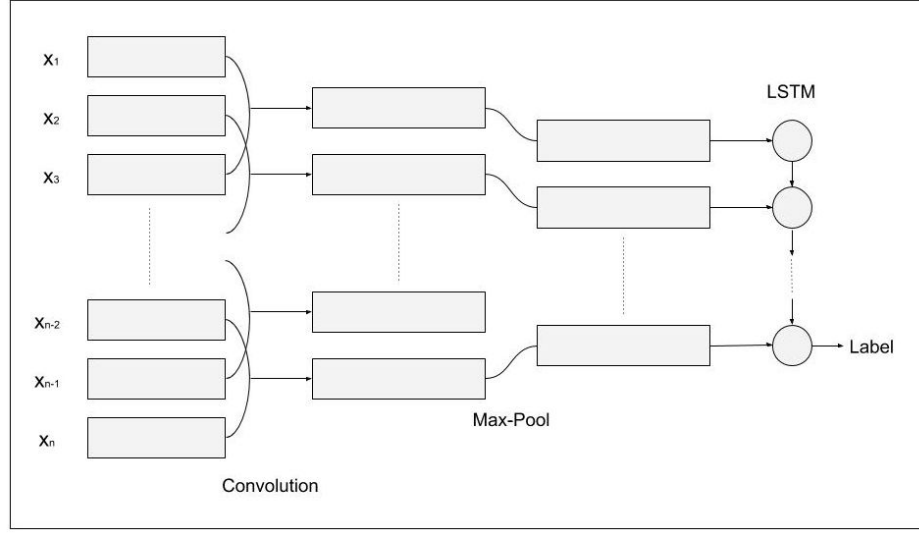 x₁
x₂
x₃
xₙ₋₂
xₙ₋₁
xₙ
Convolution
Max-Pool
LSTM
Label